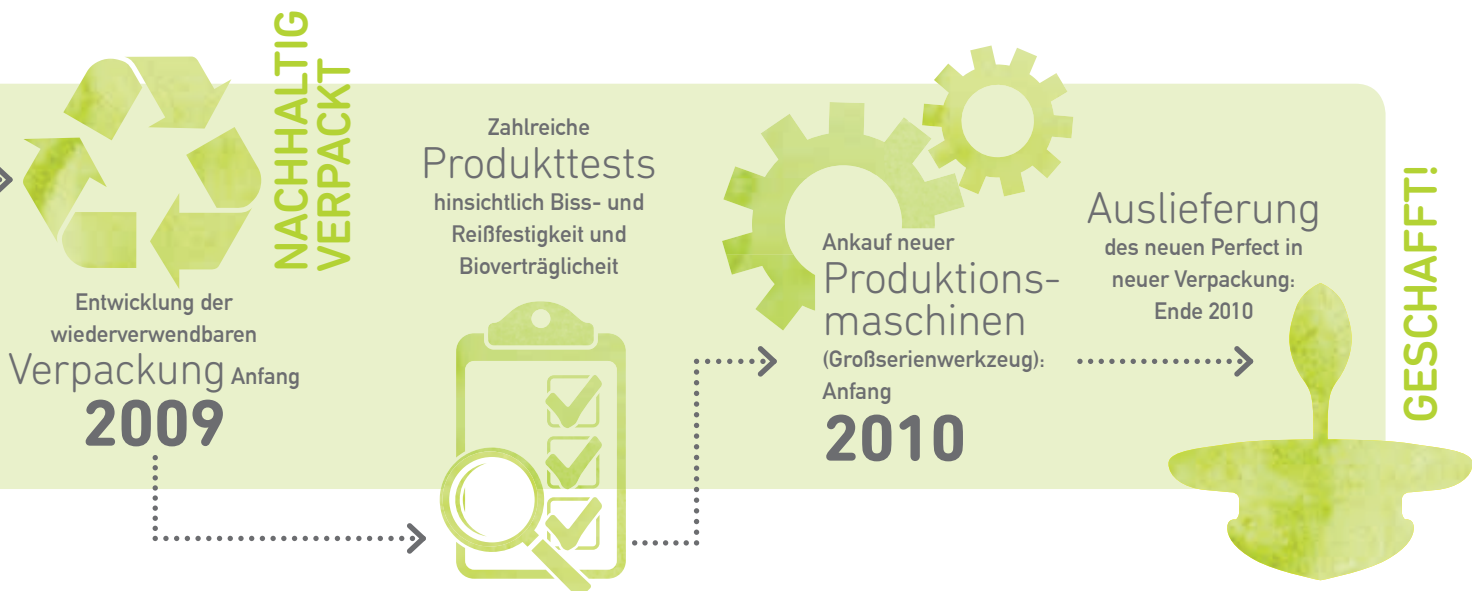 NACHHALTIG
VERPACKT
Entwicklung der
wiederverwendbaren
Verpackung Anfang
2009
Zahlreiche
Produkttests
hinsichtlich Biss- und
Reißfestigkeit und
Bioverträglicheit
Ankauf neuer
Produktions-
maschinen
(Großserienwerkzeug):
Anfang
2010
Auslieferung
des neuen Perfect in
neuer Verpackung:
Ende 2010
GESCHAFFT!